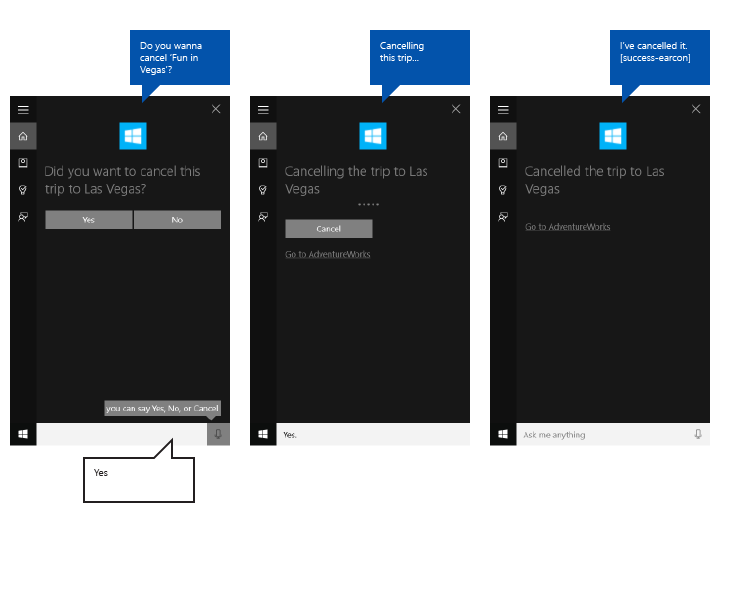 Do you wanna
cancel 'Fun in
Vegas'?
Did you want to cancel this
trip to Las Vegas?
Yes
No
you can say Yes, No, or Cancel
Yes
Cancelling
this trip...
Cancelling the trip to Las
Vegas
Cancel
Go to AdventureWorks
Yes.
I've cancelled it.
[success-earcon]
Cancelled the trip to Las
Vegas
Go to AdventureWorks
Ask me anything